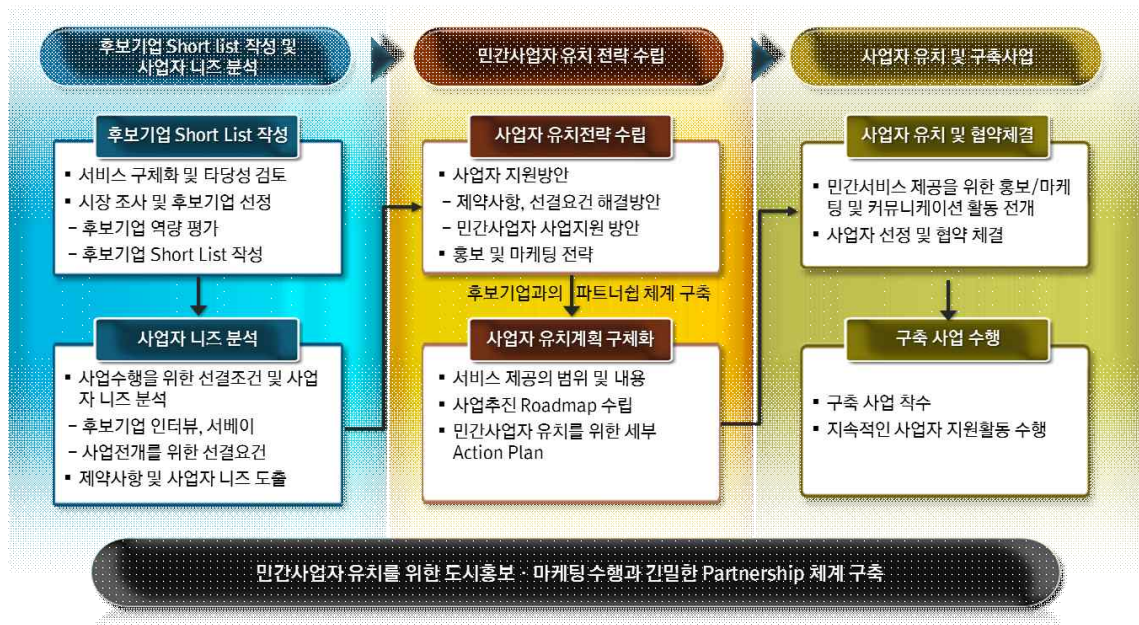 후보기업 Short list 작성 및
사업자 니즈 분석
민간사업자 유치 전략 수립
사업자 유치 및 구축사업
후보기업 Short List 작성
▪ 서비스 구체화 및 타당성 검토
▪ 시장 조사 및 후보기업 선정
– 후보기업 역량 평가
– 후보기업 Short List 작성
사업자 니즈 분석
▪ 사업수행을 위한 선결조건 및 사업
자 니즈 분석
– 후보기업 인터뷰, 서베이
– 사업전개를 위한 선결요건
▪ 제약사항 및 사업자 니즈 도출
사업자 유치전략 수립
▪ 사업자 지원방안
– 제약사항, 선결요건 해결방안
– 민간사업자 사업지원 방안
▪ 홍보 및 마케팅 전략
후보기업과의 파트너쉽 체계 구축
사업자 유치계획 구체화
▪ 서비스 제공의 범위 및 내용
▪ 사업추진 Roadmap 수립
▪ 민간사업자 유치를 위한 세부
Action Plan
사업자 유치 및 협약체결
▪ 민간서비스 제공을 위한 홍보/마케
팅 및 커뮤니케이션 활동 전개
▪ 사업자 선정 및 협약 체결
구축 사업 수행
▪ 구축 사업 착수
▪ 지속적인 사업자 지원활동 수행
민간사업자 유치를 위한 도시홍보 · 마케팅 수행과 긴밀한 Partnership 체계 구축